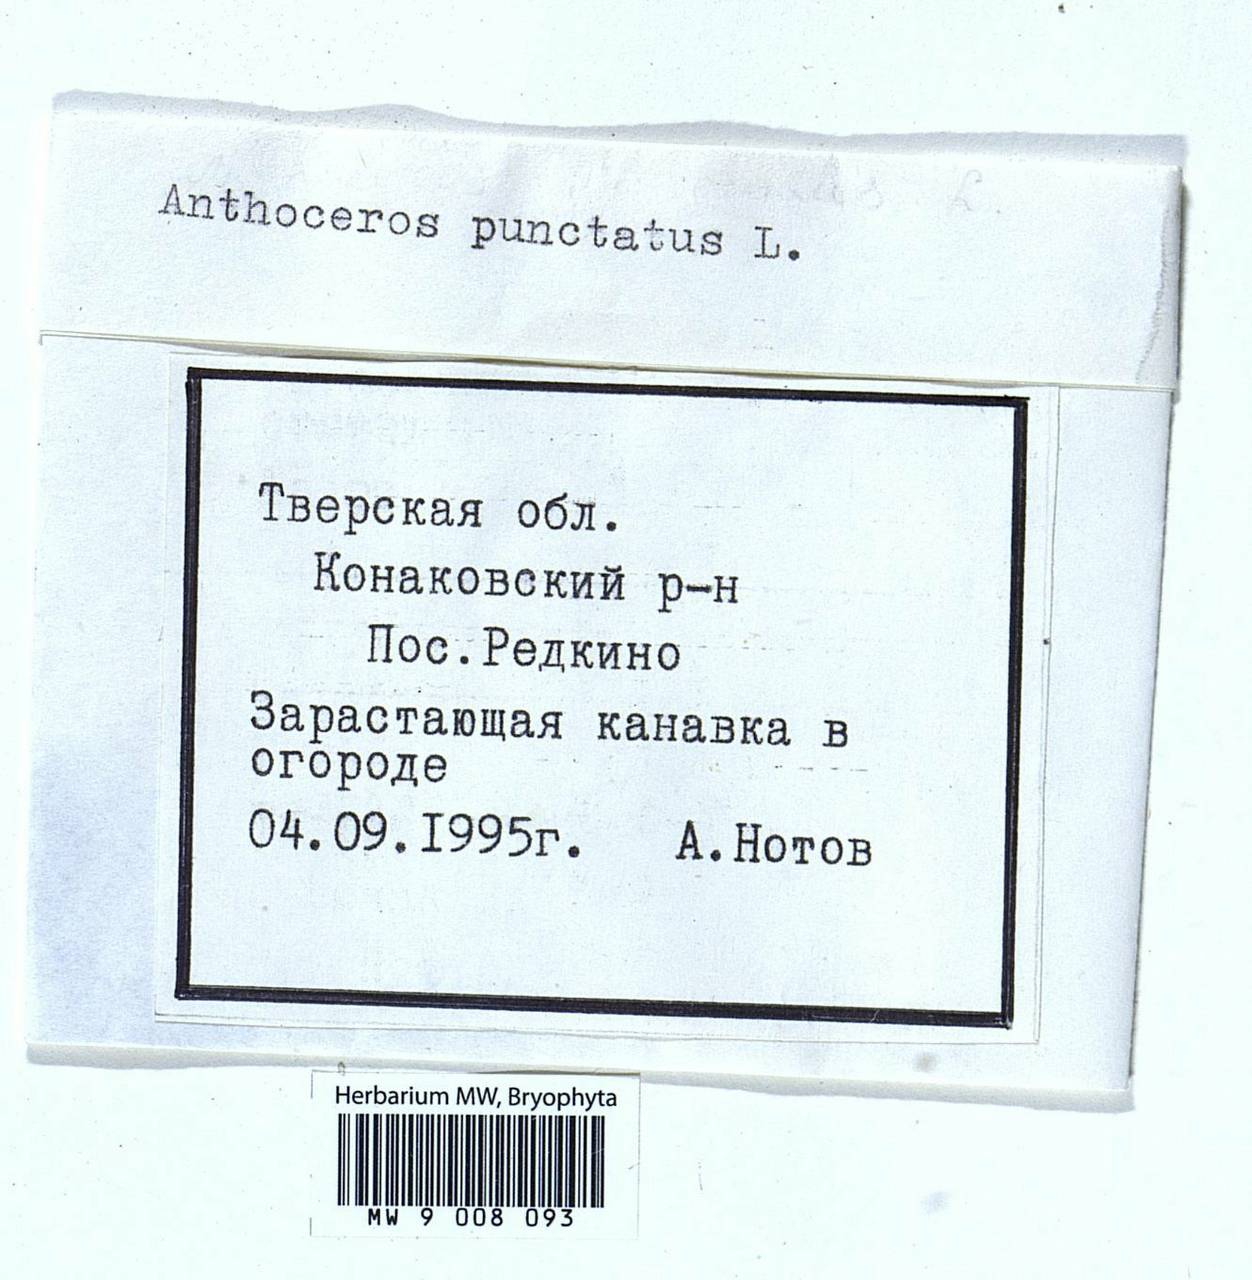 Anthoceros punctatus L.
Тверская обл.
Конаковский р-н
Пос.Редкино
Зарастающая канавка в
огороде
04.09.I995г. А.Нотов
Herbarium MW, Bryophyta
MW 9 008 093